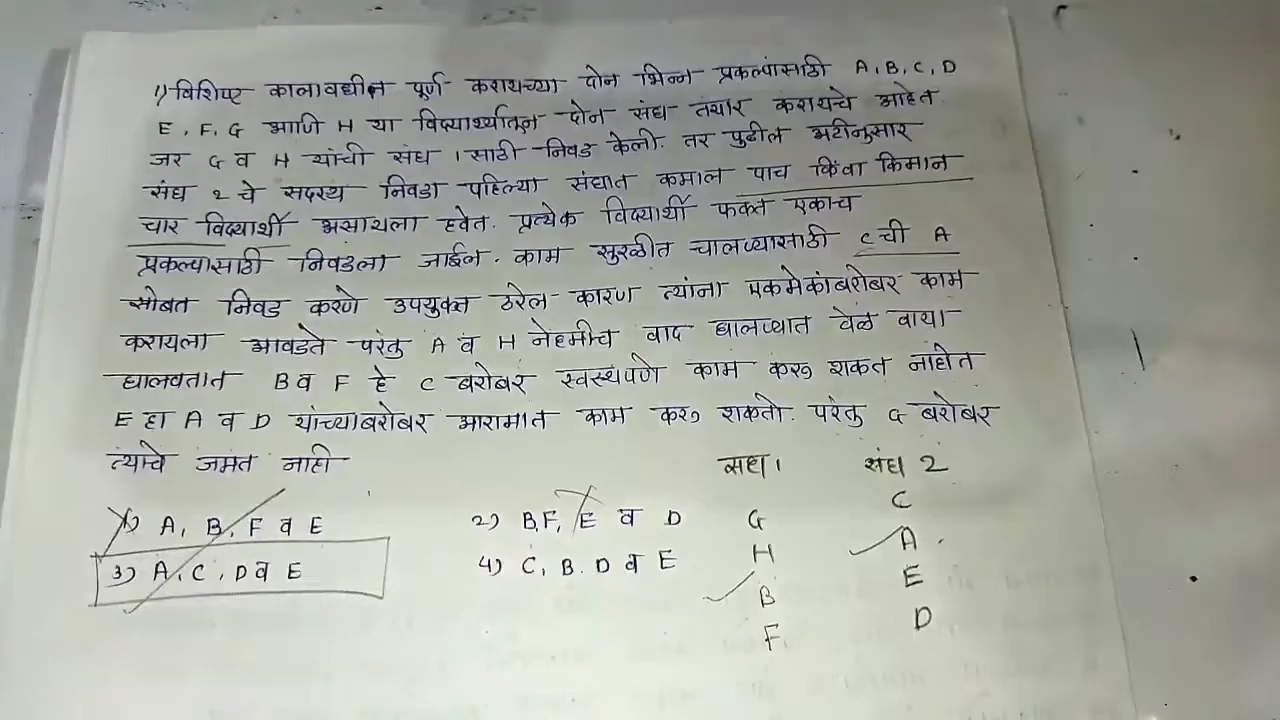 1) विशिष्ट कालावधीत पूर्ण करायच्या दोन भिन्न प्रकल्पांसाठी A, B, C, D
E, F, G आणि H या विद्यार्थ्यातून दोन संघ तयार करायचे आहेत
जर G व H यांची संघ 1 साठी निवड केली. तर पुढील अटीनुसार
संघ 2 चे सदस्य निवडा पहिल्या संघात कमाल पाच किंवा किमान
चार विद्यार्थी असायला हवेत. प्रत्येक विद्यार्थी फक्त एकाच
प्रकल्पासाठी निवडला जाईल. काम सुरळीत चालण्यासाठी C ची A
सोबत निवड करणे उपयुक्त ठरेल कारण त्यांना एकमेकांबरोबर काम
करायला आवडते परंतु A व H नेहमीच वाद घालण्यात वेळ वाया
घालवतात B व F हे C बरोबर स्वस्थपणे काम करू शकत नाहीत
E हा A व D यांच्याबरोबर आरामात काम करू शकतो. परंतु G बरोबर
त्याचे जमत नाही
1) A, B, F व E
2) B, F, E व D
3) A, C, D व E
4) C, B, D व E
संघ 1
G
H
B
F
संघ 2
C
A
E
D